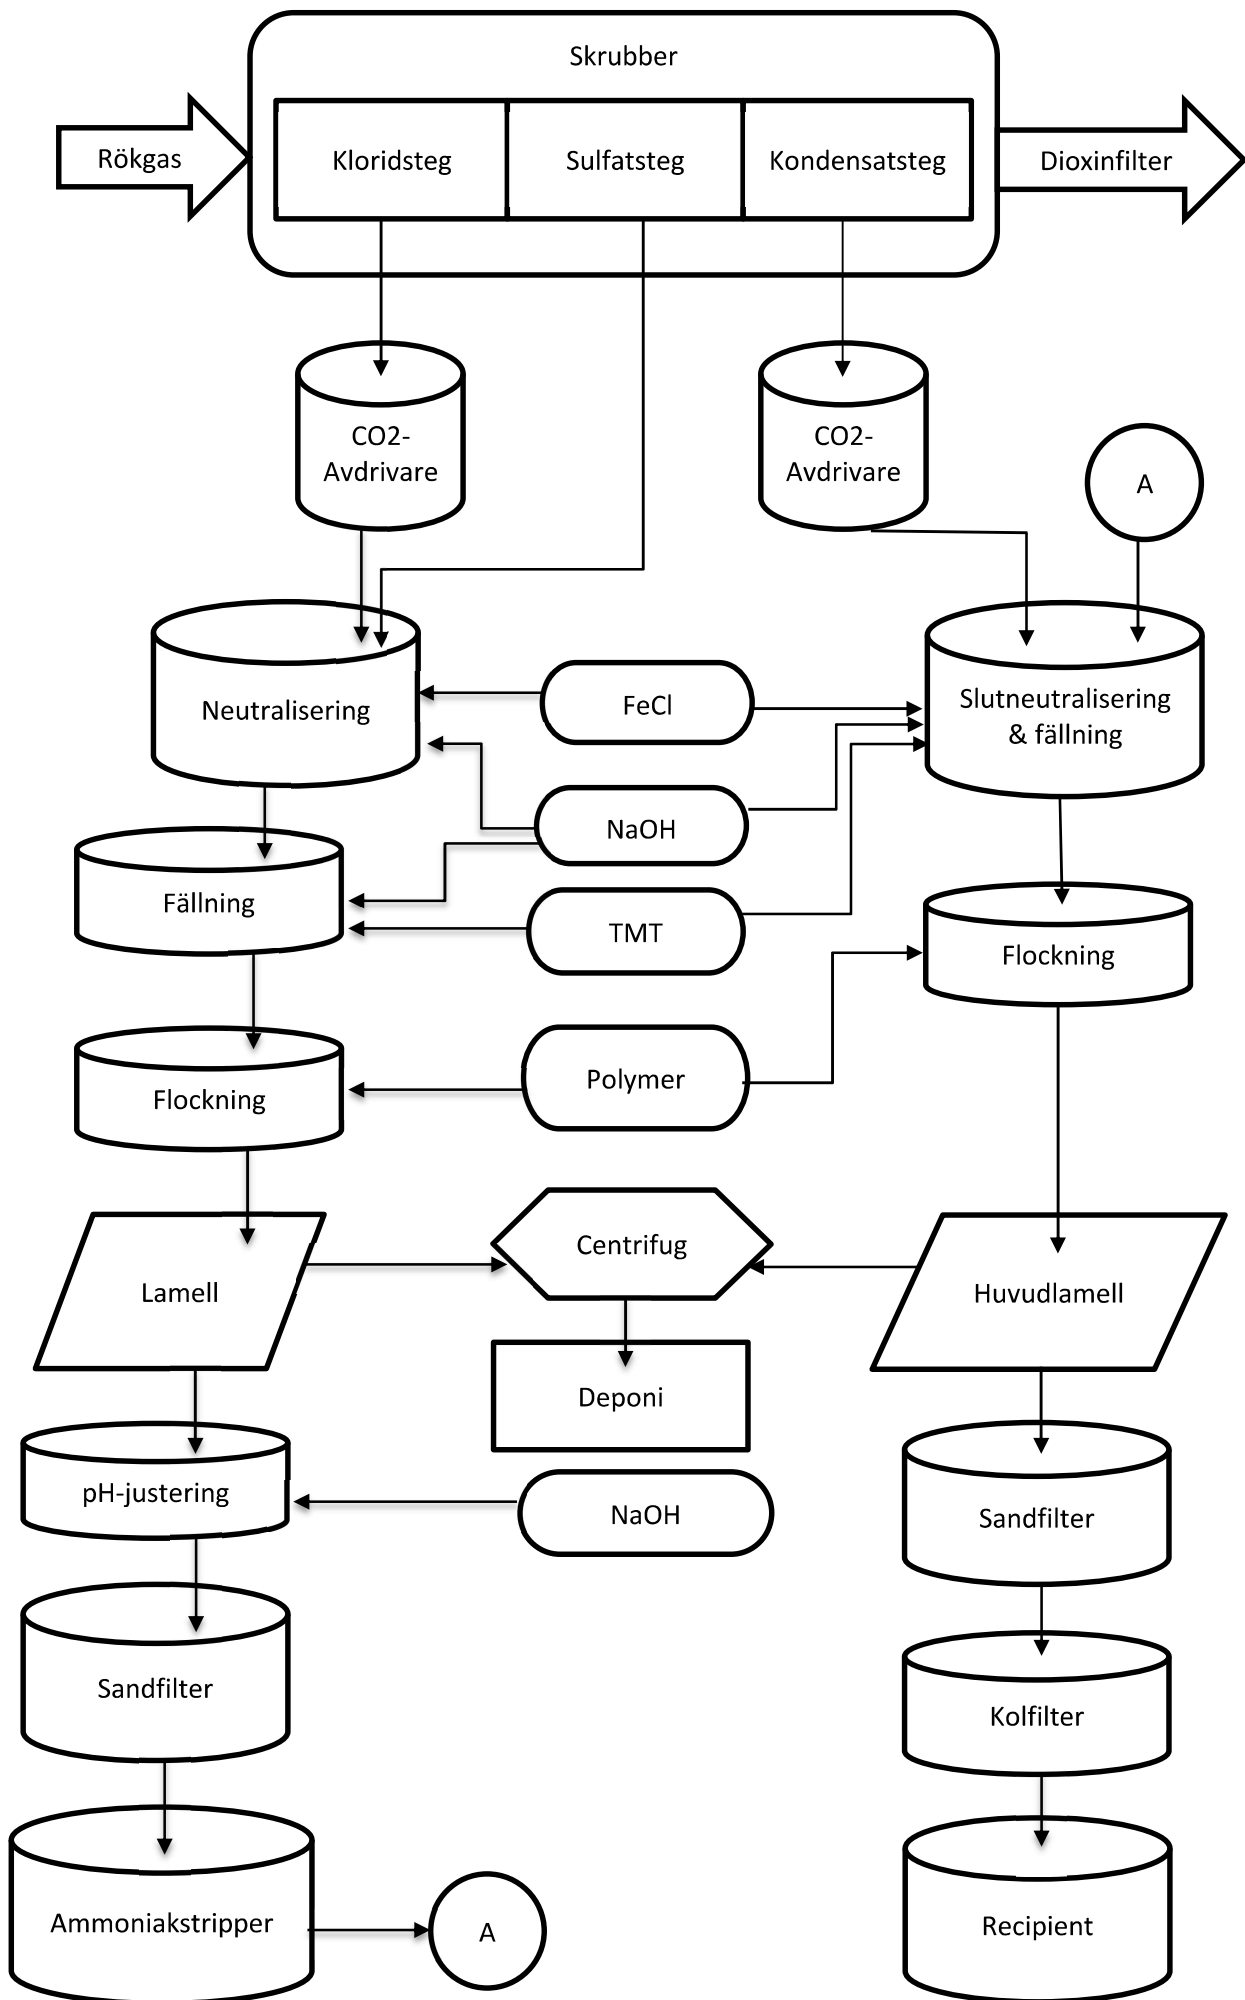 Skrubber
Rökgas
Kloridsteg
Sulfatsteg
Kondensatsteg
Dioxinfilter
CO2-
Avdrivare
CO2-
Avdrivare
A
Neutralisering
FeCl
Slutneutralisering
& fällning
NaOH
Fällning
TMT
Flockning
Polymer
Flockning
Centrifug
Lamell
Huvudlamell
Deponi
pH-justering
NaOH
Sandfilter
Sandfilter
Kolfilter
Ammoniakstripper
A
Recipient